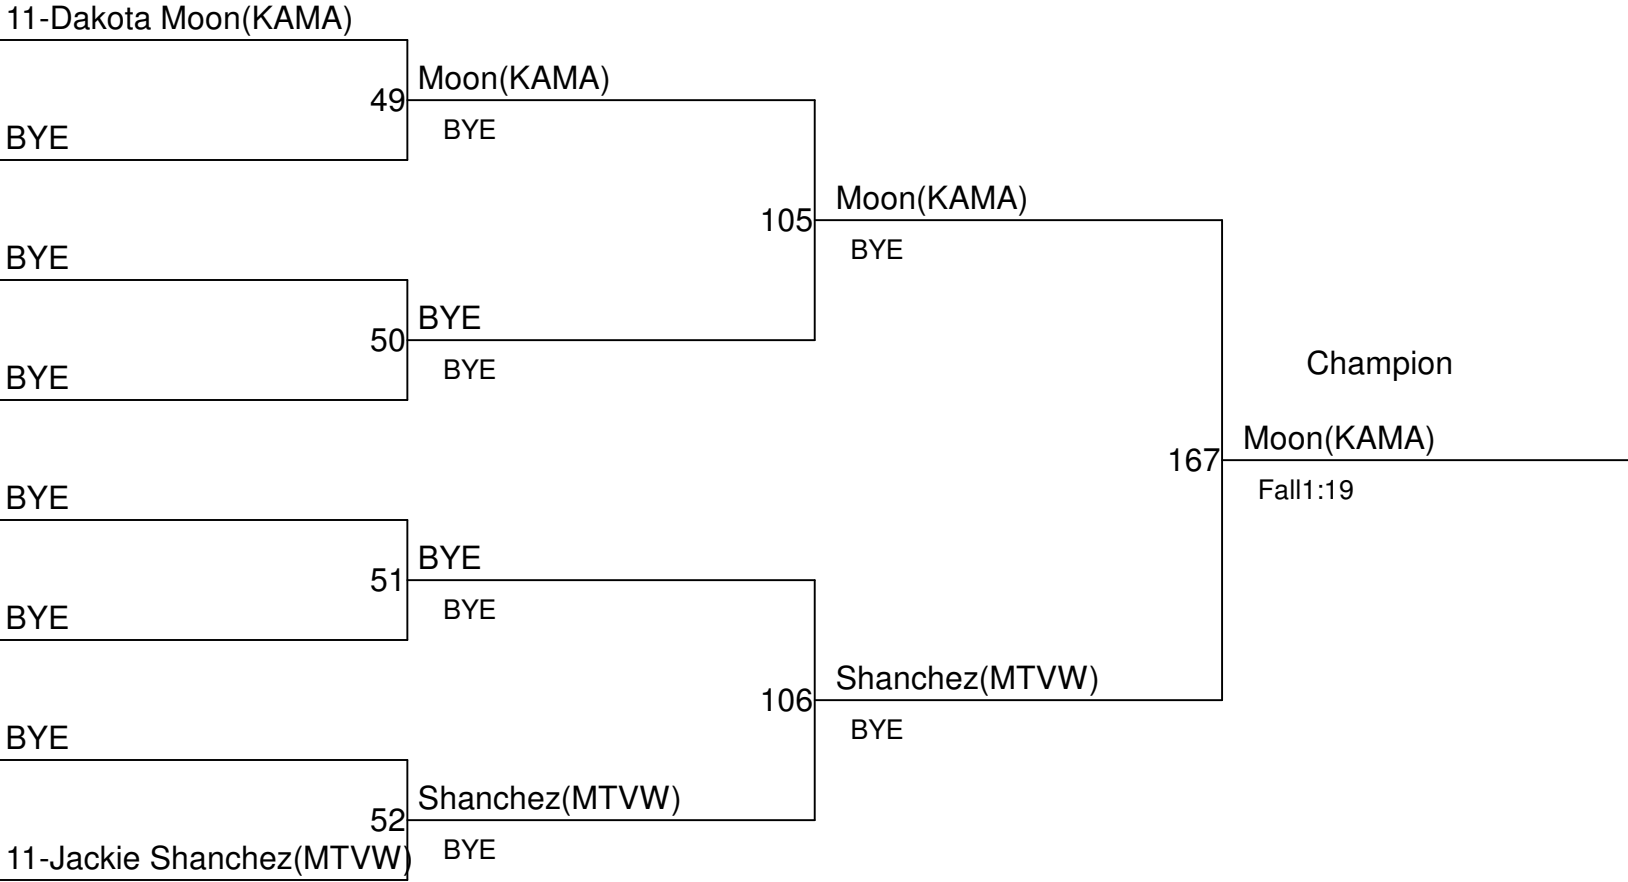 11-Dakota Moon(KAMA)
Moon(KAMA)
49
BYE
BYE
Moon(KAMA)
105
BYE
BYE
BYE
50
BYE
BYE
Champion
Moon(KAMA)
167
Fall1:19
BYE
BYE
51
BYE
BYE
Shanchez(MTVW)
106
BYE
BYE
Shanchez(MTVW)
52
BYE
11-Jackie Shanchez(MTVW)